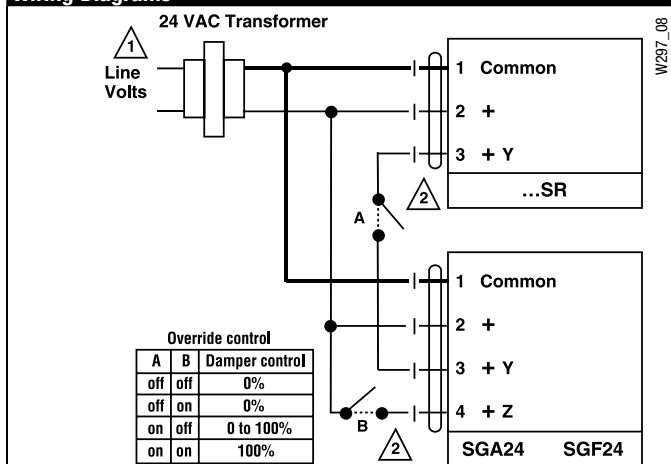 Wiring Diagrams
24 VAC Transformer
1
Line
Volts
W297_08
1 Common
2 +
3 + Y
...SR
2
A
1 Common
2 +
3 + Y
4 + Z
SGA24 SGF24
B
2
Override control
A B Damper control
off off 0%
off on 0%
on off 0 to 100%
on on 100%